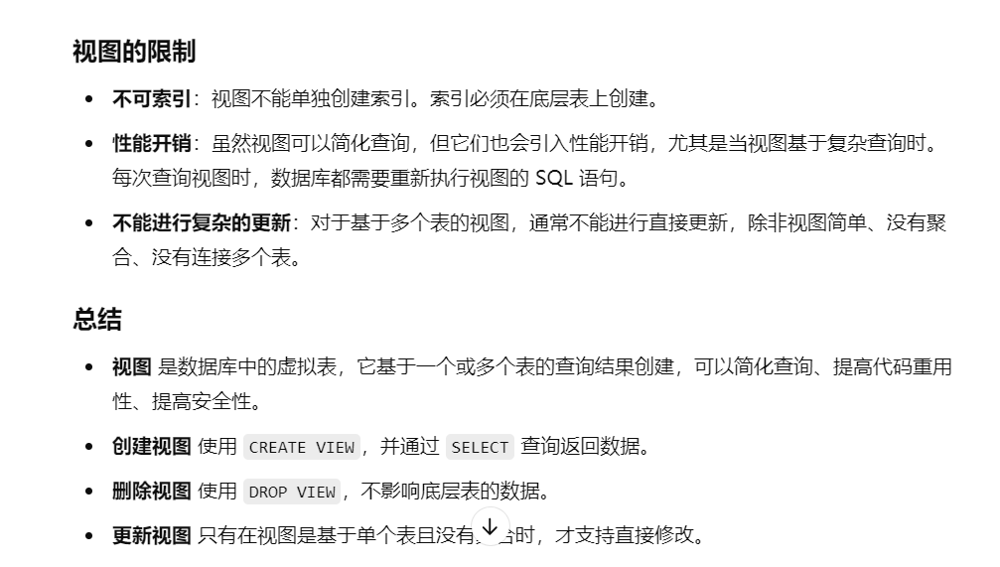 视图的限制
不可索引：视图不能单独创建索引。索引必须在底层表上创建。
性能开销：虽然视图可以简化查询，但它们也会引入性能开销，尤其是当视图基于复杂查询时。
每次查询视图时，数据库都需要重新执行视图的 SQL 语句。
不能进行复杂的更新：对于基于多个表的视图，通常不能进行直接更新，除非视图简单、没有聚
合、没有连接多个表。
总结
视图 是数据库中的虚拟表，它基于一个或多个表的查询结果创建，可以简化查询、提高代码重用
性、提高安全性。
创建视图 使用 CREATE VIEW，并通过 SELECT 查询返回数据。
删除视图 使用 DROP VIEW，不影响底层表的数据。
更新视图 只有在视图是基于单个表且没有合时，才支持直接修改。